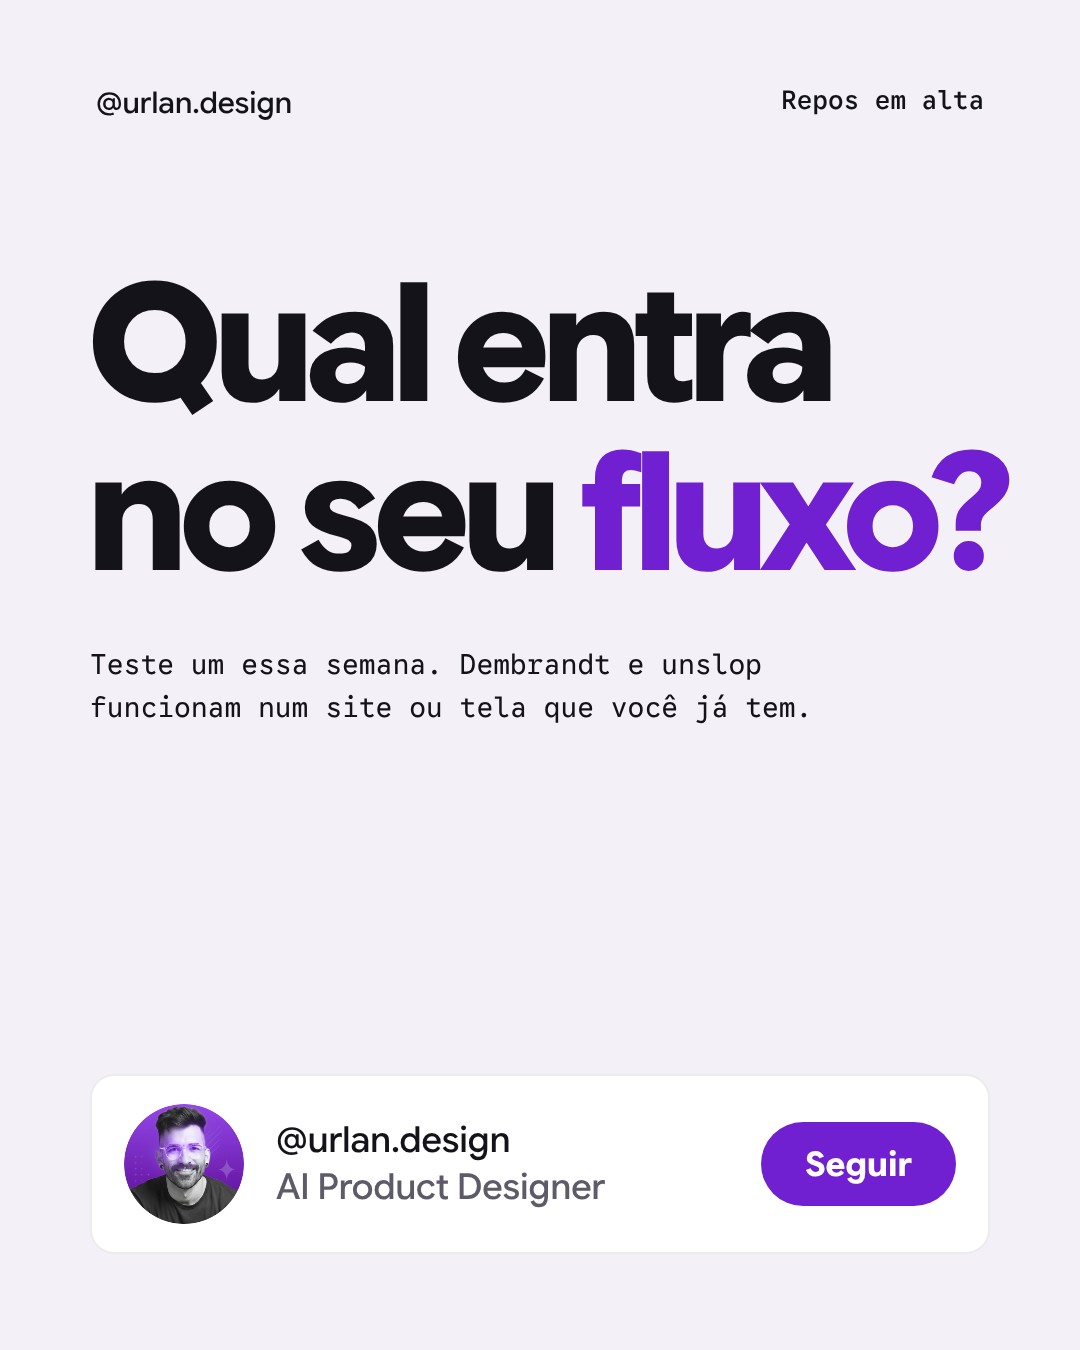 @urlan.design
Repos em alta
Qual entra
no seu fluxo?
Teste um essa semana. Dembrandt e unslop
funcionam num site ou tela que você já tem.
@urlan.design
AI Product Designer
Seguir